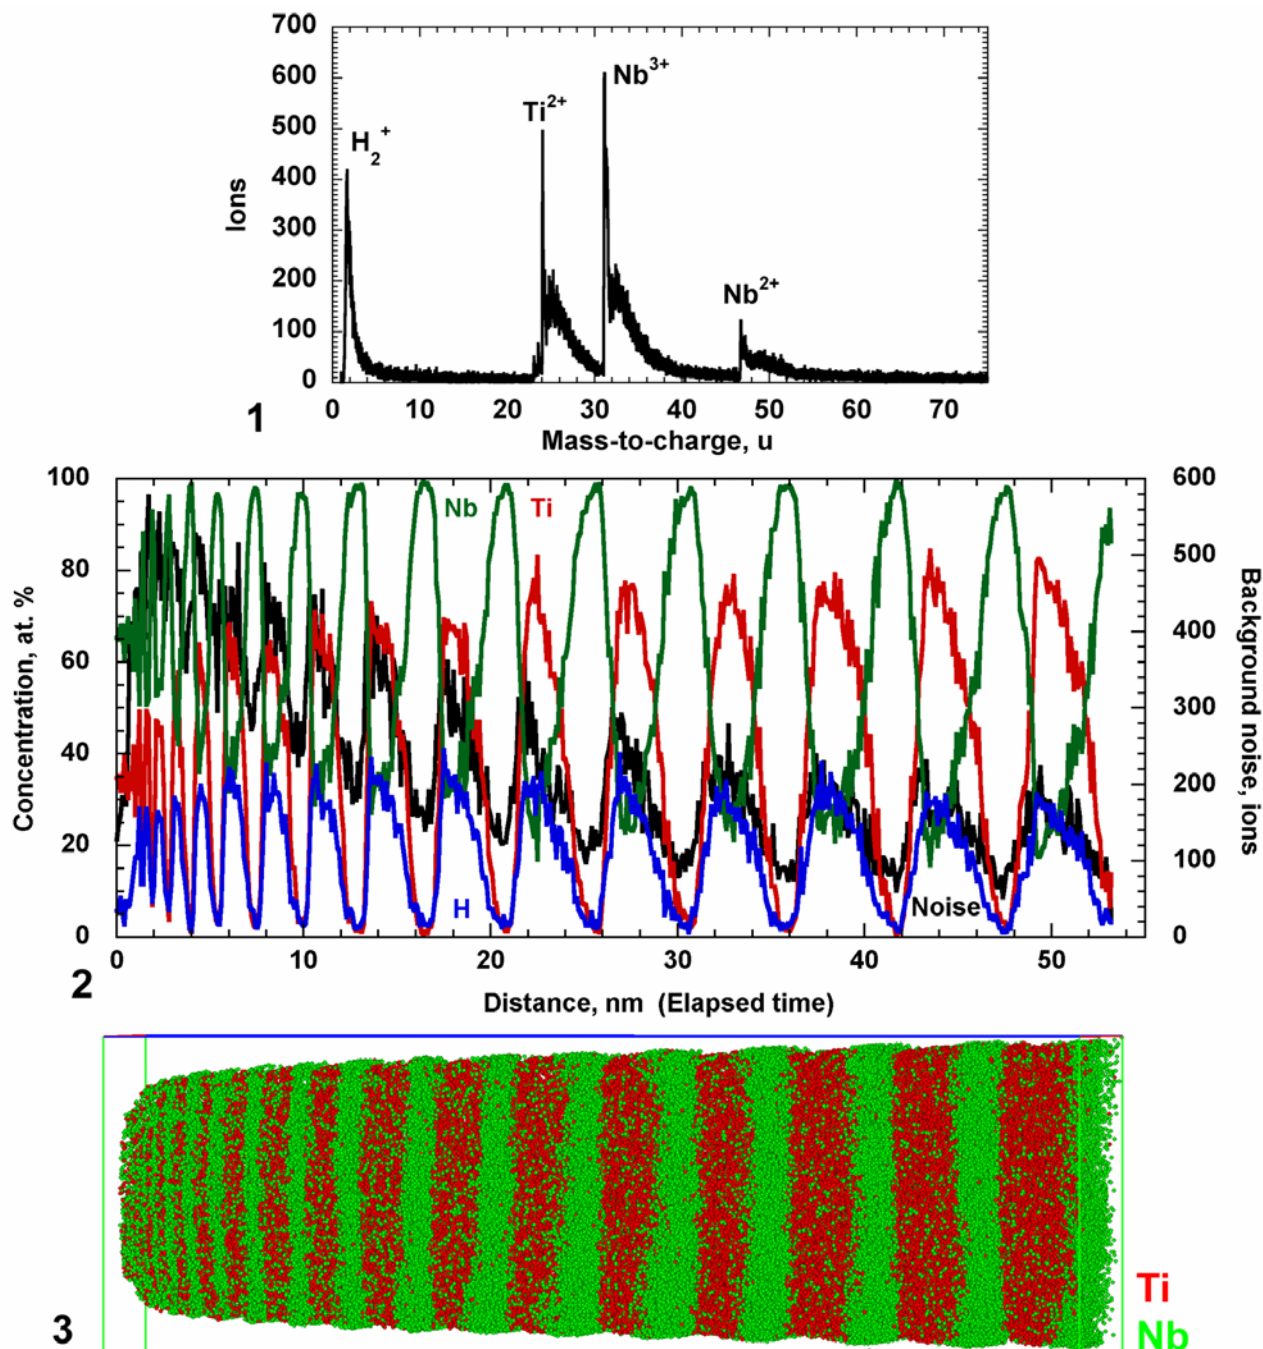 700
600
500
400
300
200
100
0
Ions
H2+
Ti2+
Nb3+
Nb2+
0 10 20 30 40 50 60 70
Mass-to-charge, u
1
100
80
60
40
20
0
Concentration, at. %
Nb
Ti
H
Noise
600
500
400
300
200
100
0
Background noise, ions
0 10 20 30 40 50
Distance, nm (Elapsed time)
2
3
Ti
Nb